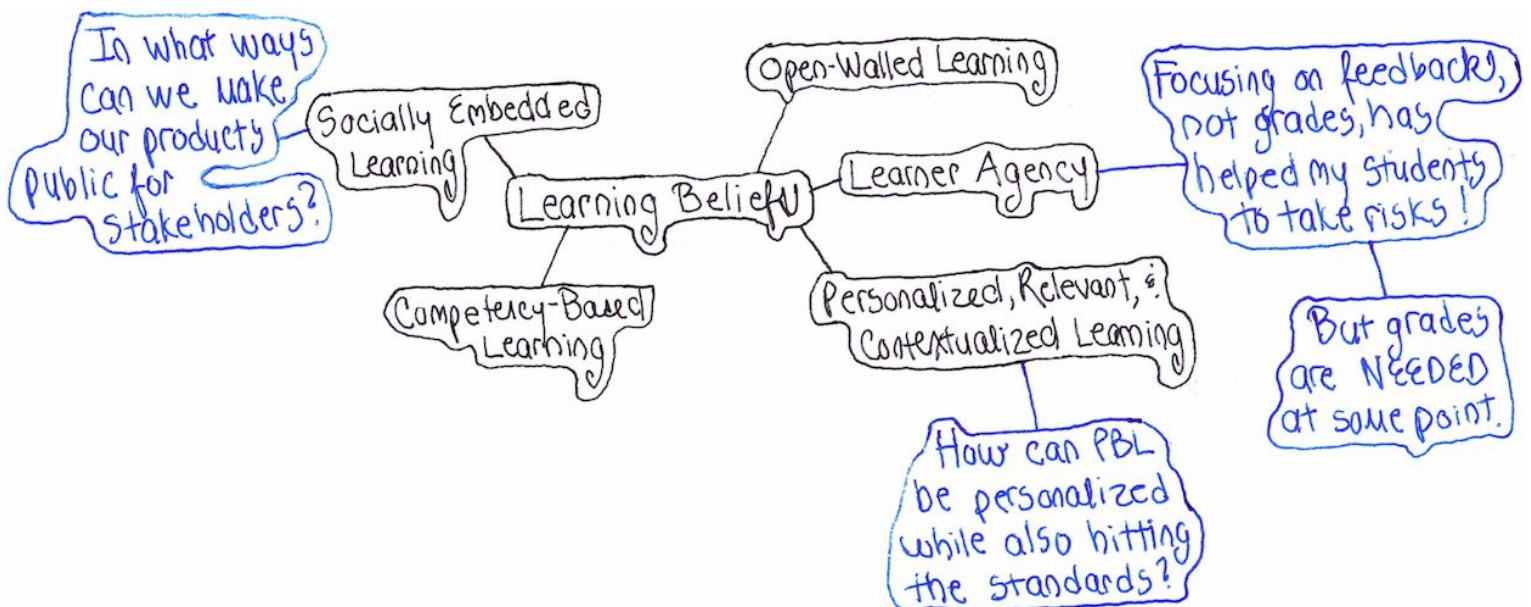 In what ways
can we make
our products
public for
stakeholders?
Socially Embedded
Learning
Open-Walled Learning
Learning Beliefs
Learner Agency
Focusing on feedback,
not grades, has
helped my students
to take risks!
But grades
are NEEDED
at some point.
Competency-Based
Learning
Personalized, Relevant, &
Contextualized Learning
How can PBL
be personalized
while also hitting
the standards?